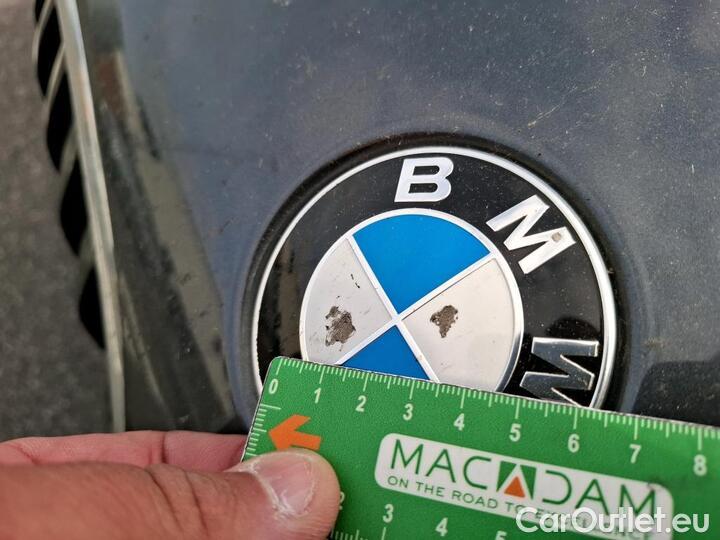 B M W
0 1 2 3 4 5 6 7 8
MACADAM
ON THE ROAD TO
2 3 4 5
CarOutlet.eu